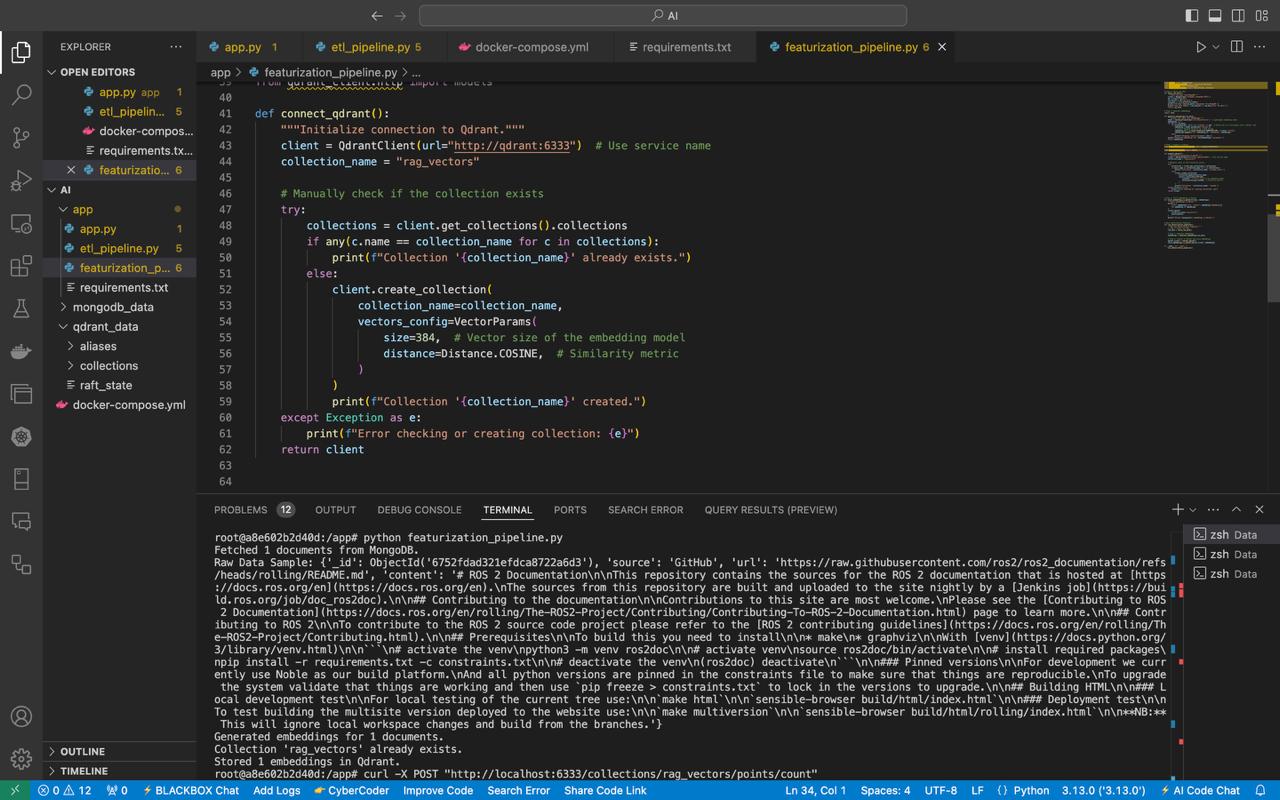 AI
EXPLORER
OPEN EDITORS
app.py app 1
etl_pipelin... 5
docker-compos...
requirements.tx...
featurizatio... 6
AI
app
app.py 1
etl_pipeline.py 5
featurization_p... 6
requirements.txt
mongodb_data
qdrant_data
aliases
collections
raft_state
docker-compose.yml
OUTLINE
TIMELINE
app.py 1 etl_pipeline.py 5 docker-compose.yml requirements.txt featurization_pipeline.py 6
app > featurization_pipeline.py > ...
39 from qdrant_client.http import models
40
41 def connect_qdrant():
42 """Initialize connection to Qdrant."""
43 client = QdrantClient(url="http://qdrant:6333") # Use service name
44 collection_name = "rag_vectors"
45
46 # Manually check if the collection exists
47 try:
48 collections = client.get_collections().collections
49 if any(c.name == collection_name for c in collections):
50 print(f"Collection '{collection_name}' already exists.")
51 else:
52 client.create_collection(
53 collection_name=collection_name,
54 vectors_config=VectorParams(
55 size=384, # Vector size of the embedding model
56 distance=Distance.COSINE, # Similarity metric
57 )
58 )
59 print(f"Collection '{collection_name}' created.")
60 except Exception as e:
61 print(f"Error checking or creating collection: {e}")
62 return client
63
64
PROBLEMS 12 OUTPUT DEBUG CONSOLE TERMINAL PORTS SEARCH ERROR QUERY RESULTS (PREVIEW)
root@a8e602b2d40d:/app# python featurization_pipeline.py
Fetched 1 documents from MongoDB.
Raw Data Sample: {'_id': ObjectId('6752fdad321efdca8722a6d3'), 'source': 'GitHub', 'url': 'https://raw.githubusercontent.com/ros2/ros2_documentation/refs
/heads/rolling/README.md', 'content': '# ROS 2 Documentation\n\nThis repository contains the sources for the ROS 2 documentation that is hosted at [http
s://docs.ros.org/en](https://docs.ros.org/en).\nThe sources from this repository are built and uploaded to the site nightly by a [Jenkins job](https://bui
ld.ros.org/job/doc_ros2doc).\n\n## Contributing to the documentation\n\nContributions to this site are most welcome.\nPlease see the [Contributing to ROS
2 Documentation](https://docs.ros.org/en/rolling/The-ROS2-Project/Contributing/Contributing-To-ROS-2-Documentation.html) page to learn more.\n\n## Contr
ibuting to ROS 2\n\nTo contribute to the ROS 2 source code project please refer to the [ROS 2 contributing guidelines](https://docs.ros.org/en/rolling/Th
e-ROS2-Project/Contributing.html).\n\n## Prerequisites\n\nTo build this you need to install\n\n* make\n* graphviz\n\nWith [venv](https://docs.python.org/
3/library/venv.html)\n\n```\n# activate the venv\npython3 -m venv ros2doc\n\n# activate venv\nsource ros2doc/bin/activate\n\n# install required packages\
npip install -r requirements.txt -c constraints.txt\n\n# deactivate the venv\n(ros2doc) deactivate\n```\n\n### Pinned versions\n\nFor development we curr
ently use Noble as our build platform.\nAnd all python versions are pinned in the constraints file to make sure that things are reproducible.\nTo upgrade
the system validate that things are working and then use `pip freeze > constraints.txt` to lock in the versions to upgrade.\n\n## Building HTML\n\n### L
ocal development test\n\nFor local testing of the current tree use:\n\n`make html`\n\n`sensible-browser build/html/index.html`\n\n### Deployment test\n\n
To test building the multisite version deployed to the website use:\n\n`make multiversion`\n\n`sensible-browser build/html/rolling/index.html`\n\n**NB:**
This will ignore local workspace changes and build from the branches.'}
Generated embeddings for 1 documents.
Collection 'rag_vectors' already exists.
Stored 1 embeddings in Qdrant.
root@a8e602b2d40d:/app# curl -X POST "http://localhost:6333/collections/rag_vectors/points/count"
zsh Data
zsh Data
zsh Data
0 12 0 BLACKBOX Chat Add Logs CyberCoder Improve Code Search Error Share Code Link Ln 34, Col 1 Spaces: 4 UTF-8 LF {} Python 3.13.0 ('3.13.0') AI Code Chat